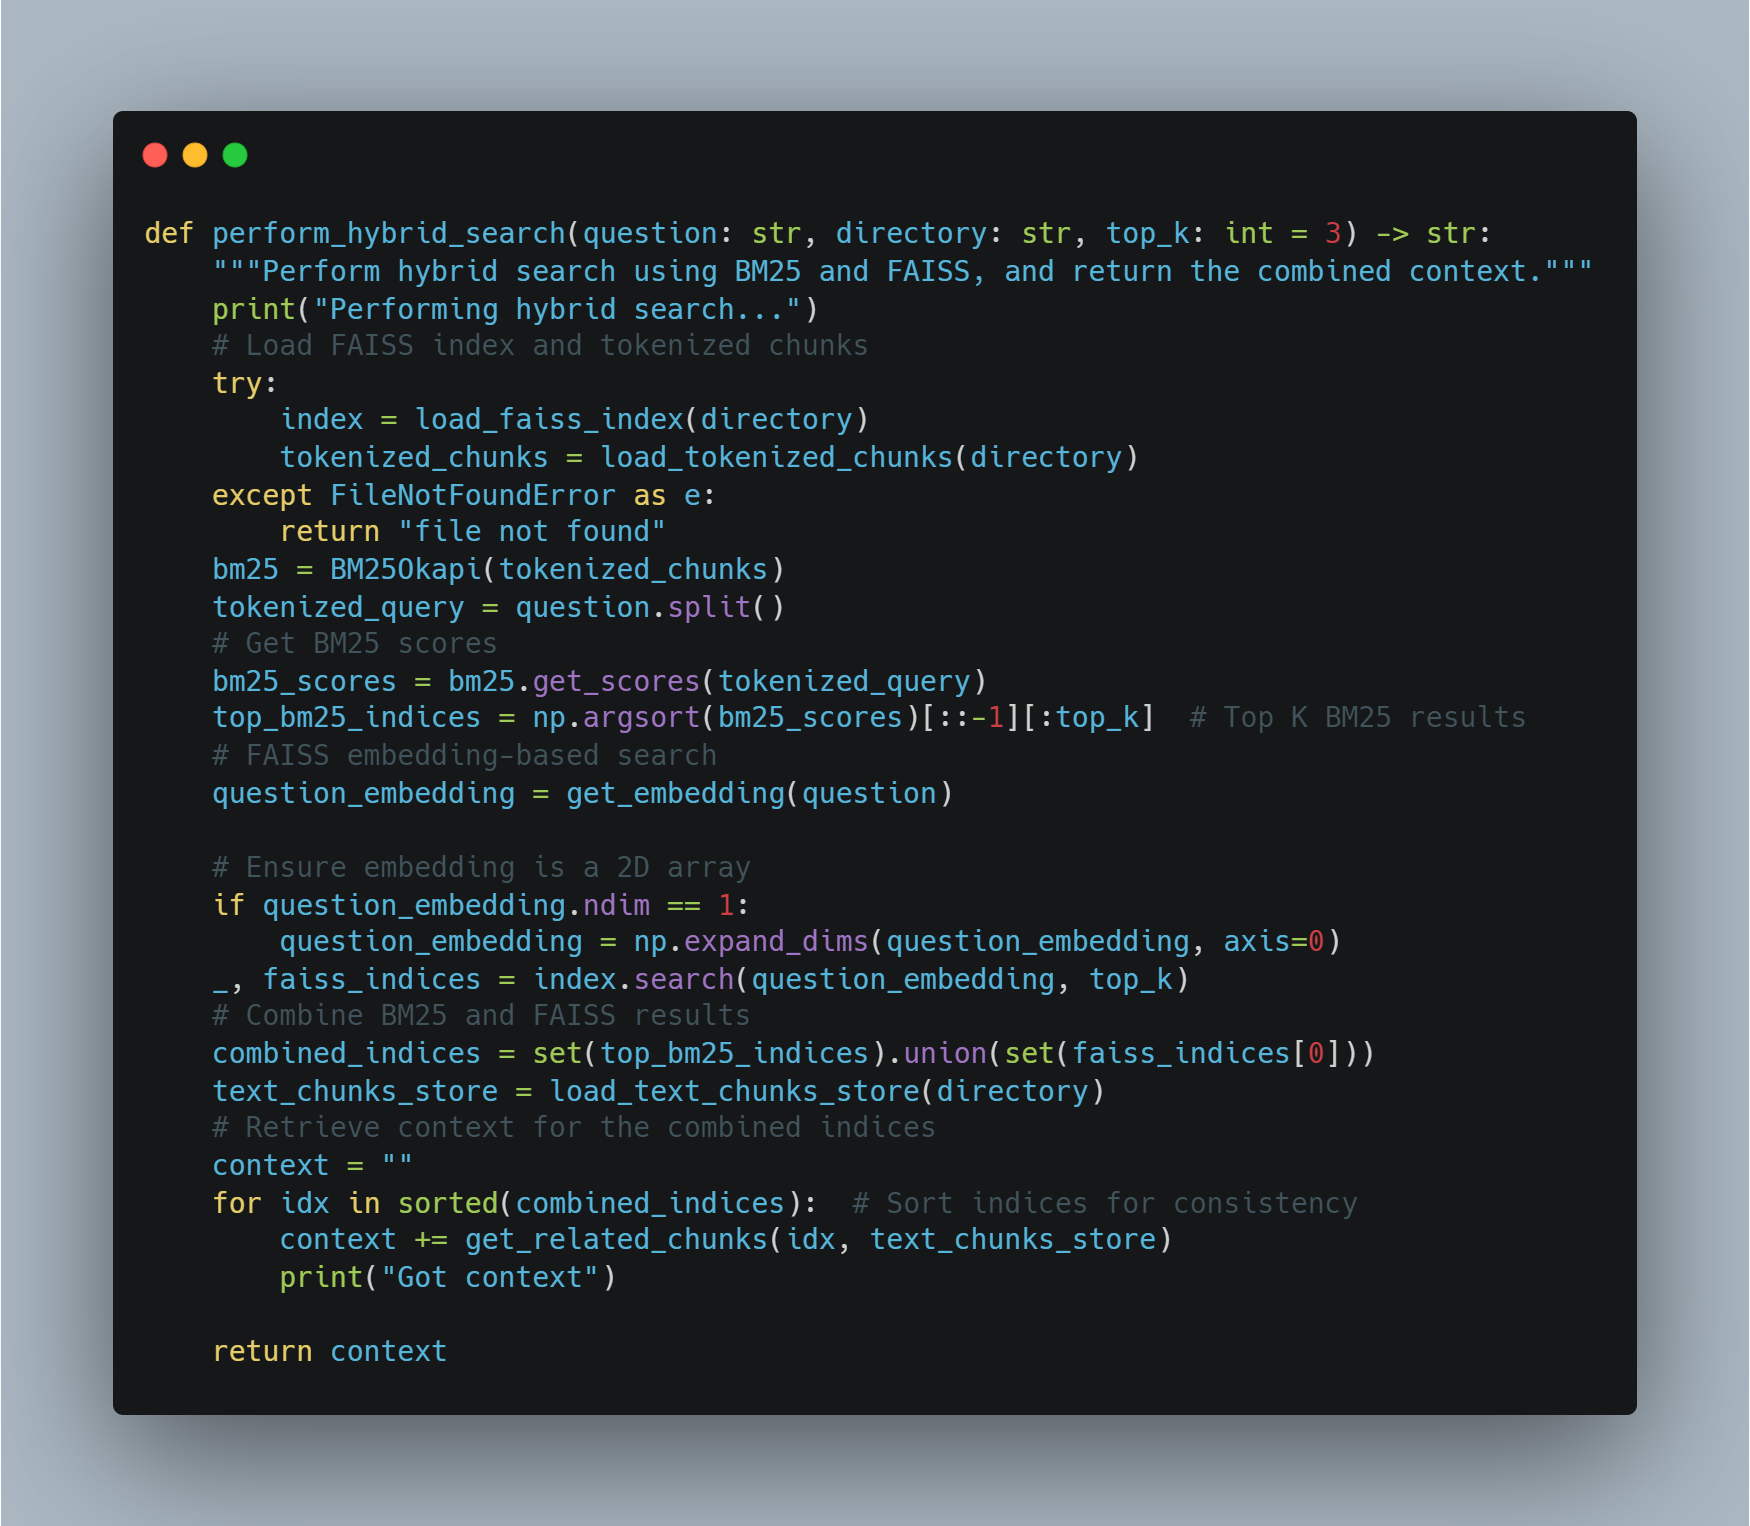 def perform_hybrid_search(question: str, directory: str, top_k: int = 3) -> str:
    """Perform hybrid search using BM25 and FAISS, and return the combined context."""
    print("Performing hybrid search...")
    # Load FAISS index and tokenized chunks
    try:
        index = load_faiss_index(directory)
        tokenized_chunks = load_tokenized_chunks(directory)
    except FileNotFoundError as e:
        return "file not found"
    bm25 = BM25Okapi(tokenized_chunks)
    tokenized_query = question.split()
    # Get BM25 scores
    bm25_scores = bm25.get_scores(tokenized_query)
    top_bm25_indices = np.argsort(bm25_scores)[::-1][:top_k]  # Top K BM25 results
    # FAISS embedding-based search
    question_embedding = get_embedding(question)

    # Ensure embedding is a 2D array
    if question_embedding.ndim == 1:
        question_embedding = np.expand_dims(question_embedding, axis=0)
    _, faiss_indices = index.search(question_embedding, top_k)
    # Combine BM25 and FAISS results
    combined_indices = set(top_bm25_indices).union(set(faiss_indices[0]))
    text_chunks_store = load_text_chunks_store(directory)
    # Retrieve context for the combined indices
    context = ""
    for idx in sorted(combined_indices):  # Sort indices for consistency
        context += get_related_chunks(idx, text_chunks_store)
        print("Got context")

    return context